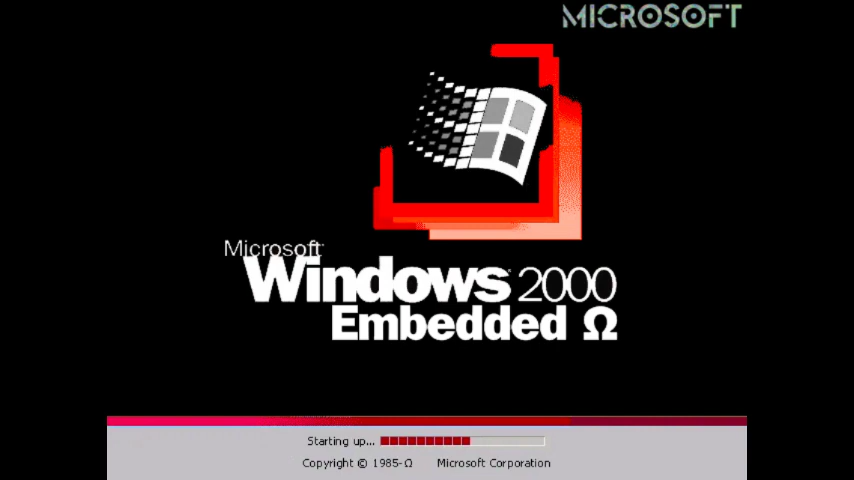 MICROSOFT
Microsoft
Windows 2000
Embedded Ω
Starting up...
Copyright © 1985-Ω Microsoft Corporation